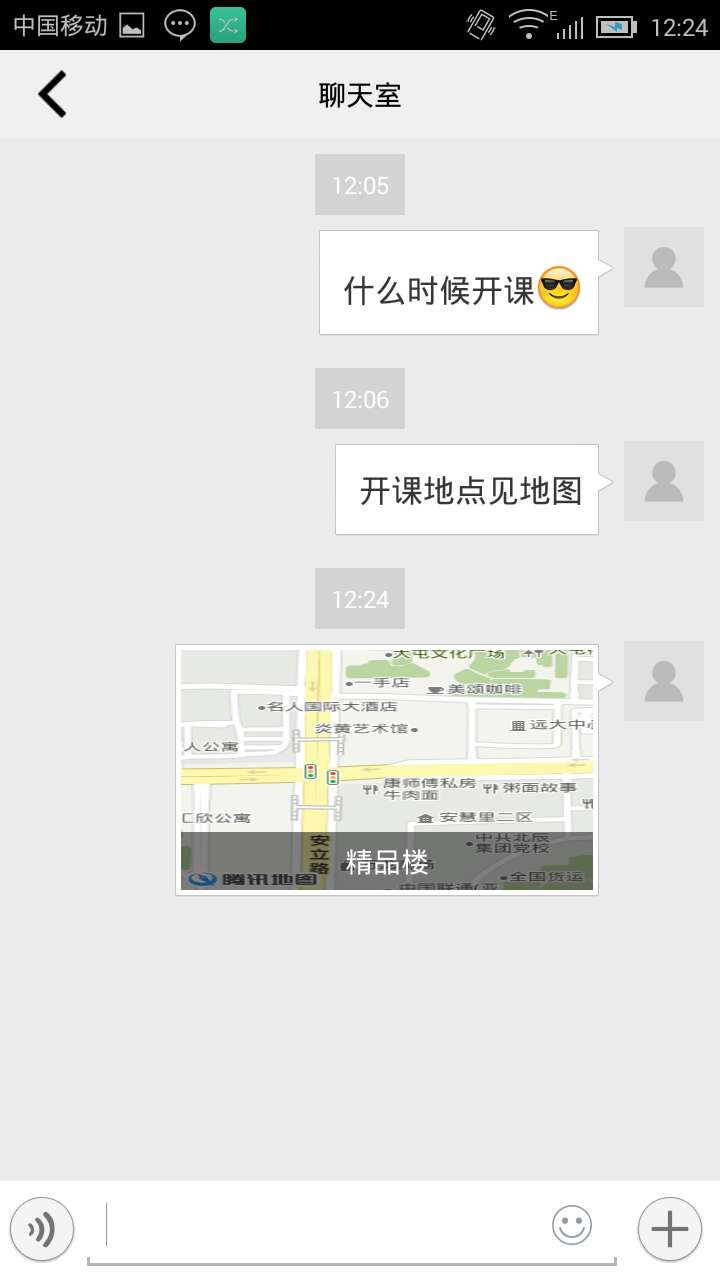 中国移动
E
12:24
聊天室
12:05
什么时候开课
12:06
开课地点见地图
12:24
大屯文化广场
一手店
美颂咖啡
名人国际大酒店
炎黄艺术馆
远大中心
人公寓
康师傅私房
牛肉面
粥面故事
汇欣公寓
安慧里二区
安立路
中共北辰
集团党校
精品楼
腾讯地图
全国货运
中国联通(亚